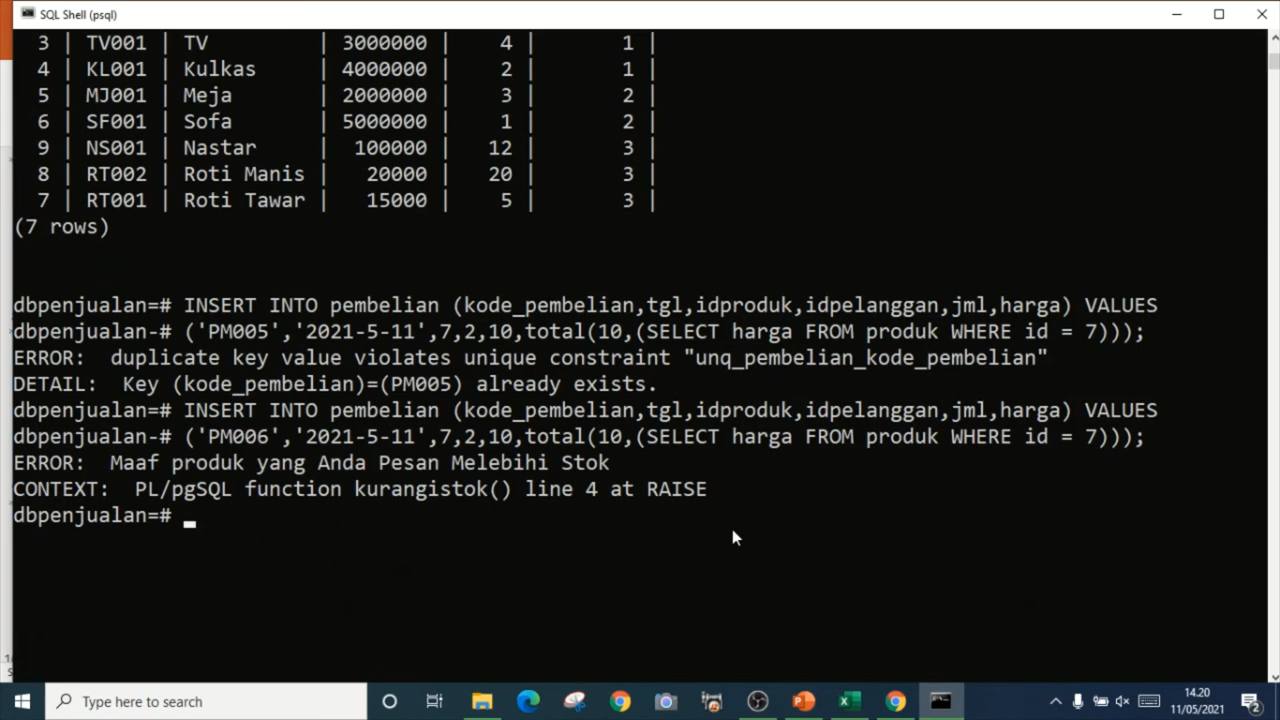 SQL Shell (psql)
3 | TV001 | TV | 3000000 | 4 | 1 |
4 | KL001 | Kulkas | 4000000 | 2 | 1 |
5 | MJ001 | Meja | 2000000 | 3 | 2 |
6 | SF001 | Sofa | 5000000 | 1 | 2 |
9 | NS001 | Nastar | 100000 | 12 | 3 |
8 | RT002 | Roti Manis | 20000 | 20 | 3 |
7 | RT001 | Roti Tawar | 15000 | 5 | 3 |
(7 rows)
dbpenjualan=# INSERT INTO pembelian (kode_pembelian,tgl,idproduk,idpelanggan,jml,harga) VALUES
dbpenjualan-# ('PM005','2021-5-11',7,2,10,total(10,(SELECT harga FROM produk WHERE id = 7)));
ERROR:  duplicate key value violates unique constraint "unq_pembelian_kode_pembelian"
DETAIL:  Key (kode_pembelian)=(PM005) already exists.
dbpenjualan=# INSERT INTO pembelian (kode_pembelian,tgl,idproduk,idpelanggan,jml,harga) VALUES
dbpenjualan-# ('PM006','2021-5-11',7,2,10,total(10,(SELECT harga FROM produk WHERE id = 7)));
ERROR:  Maaf produk yang Anda Pesan Melebihi Stok
CONTEXT:  PL/pgSQL function kurangistok() line 4 at RAISE
dbpenjualan=#
Type here to search
14.20
11/05/2021
2